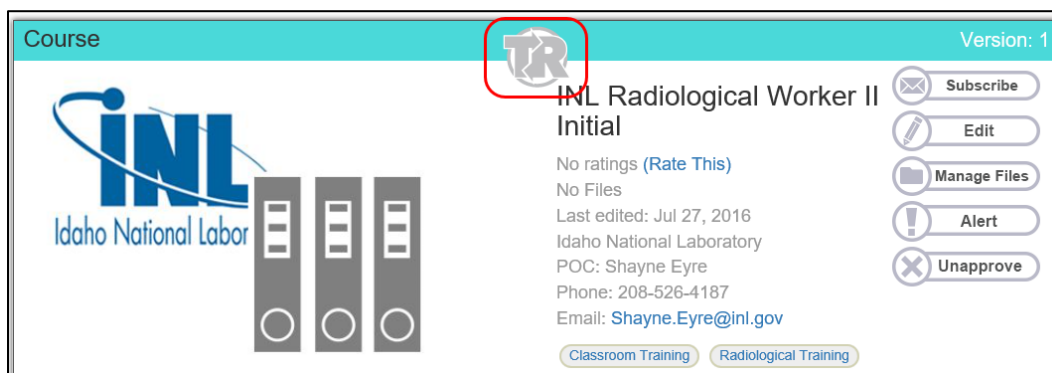 Course
TR
Version: 1
INL
Idaho National Labor
INL Radiological Worker II
Initial
No ratings (Rate This)
No Files
Last edited: Jul 27, 2016
Idaho National Laboratory
POC: Shayne Eyre
Phone: 208-526-4187
Email: Shayne.Eyre@inl.gov
Classroom Training
Radiological Training
Subscribe
Edit
Manage Files
Alert
Unapprove